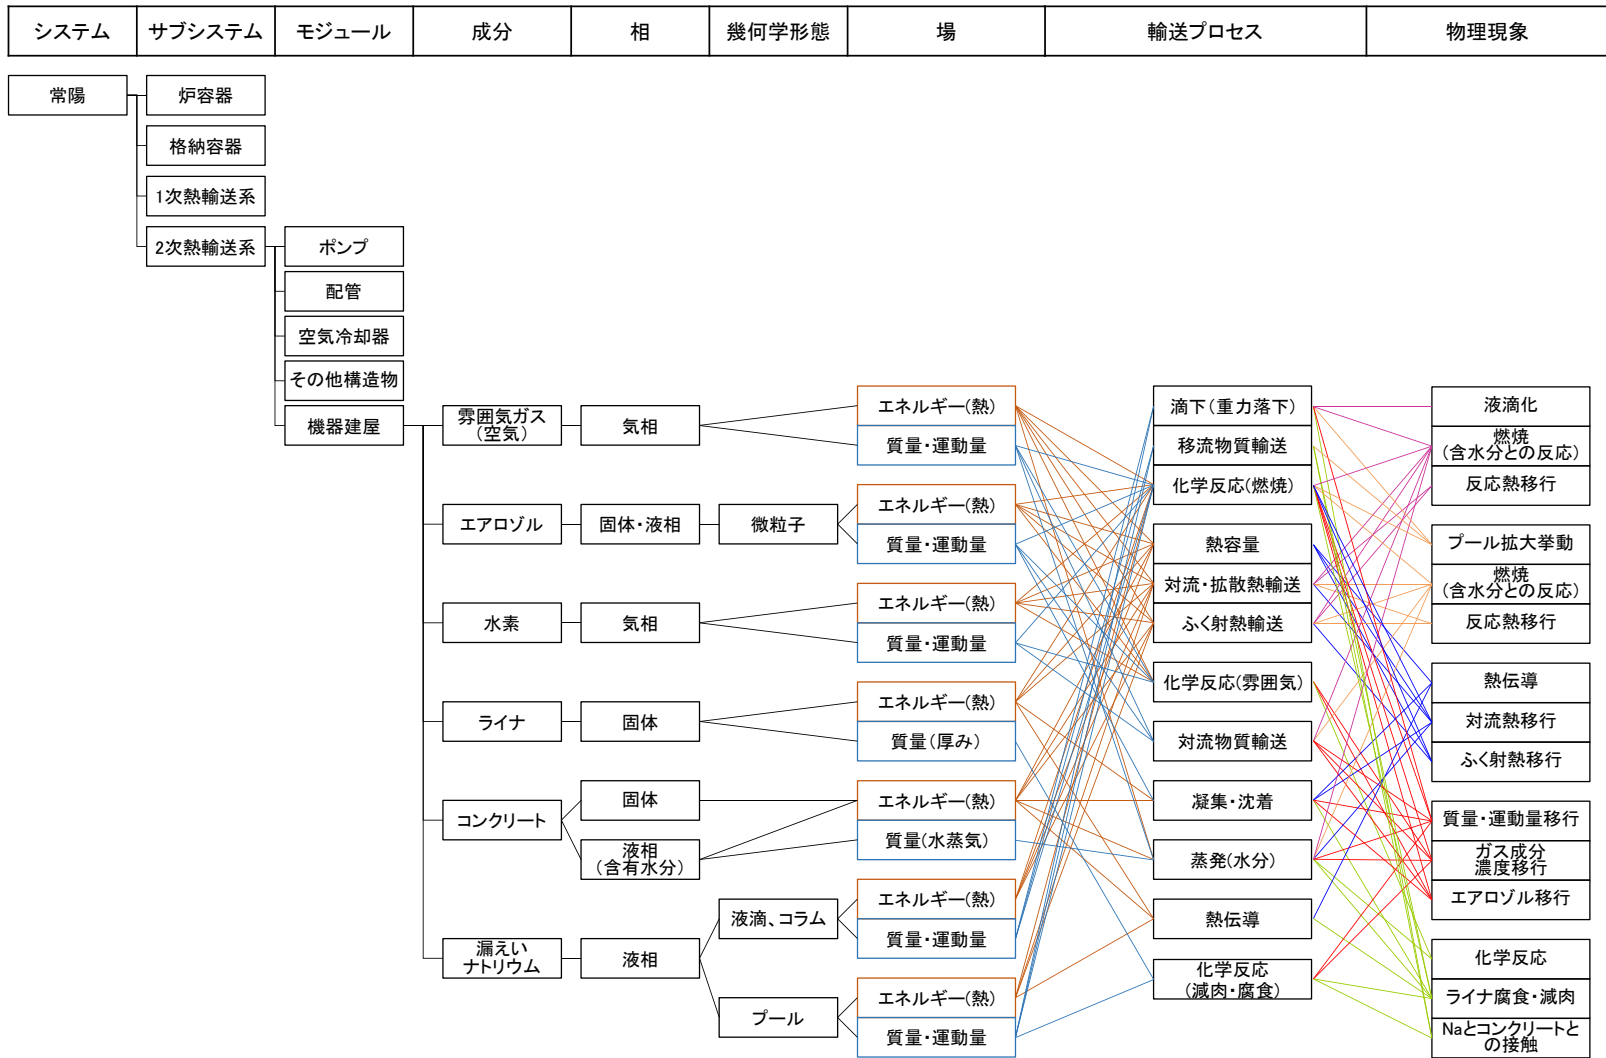 システム
サブシステム
モジュール
成分
相
幾何学形態
場
輸送プロセス
物理現象
常陽
炉容器
格納容器
1次熱輸送系
2次熱輸送系
ポンプ
配管
空気冷却器
その他構造物
機器建屋
雰囲気ガス
(空気)
エアロゾル
水素
ライナ
コンクリート
漏えい
ナトリウム
気相
固体・液相
気相
固体
固体
液相
(含有水分)
液相
微粒子
液滴、コラム
プール
エネルギー(熱)
質量・運動量
エネルギー(熱)
質量・運動量
エネルギー(熱)
質量・運動量
エネルギー(熱)
質量(厚み)
エネルギー(熱)
質量(水蒸気)
エネルギー(熱)
質量・運動量
エネルギー(熱)
質量・運動量
滴下(重力落下)
移流物質輸送
化学反応(燃焼)
熱容量
対流・拡散熱輸送
ふく射熱輸送
化学反応(雰囲気)
対流物質輸送
凝集・沈着
蒸発(水分)
熱伝導
化学反応
(減肉・腐食)
液滴化
燃焼
(含水分との反応)
反応熱移行
プール拡大挙動
燃焼
(含水分との反応)
反応熱移行
熱伝導
対流熱移行
ふく射熱移行
質量・運動量移行
ガス成分
濃度移行
エアロゾル移行
化学反応
ライナ腐食・減肉
Naとコンクリートと
の接触